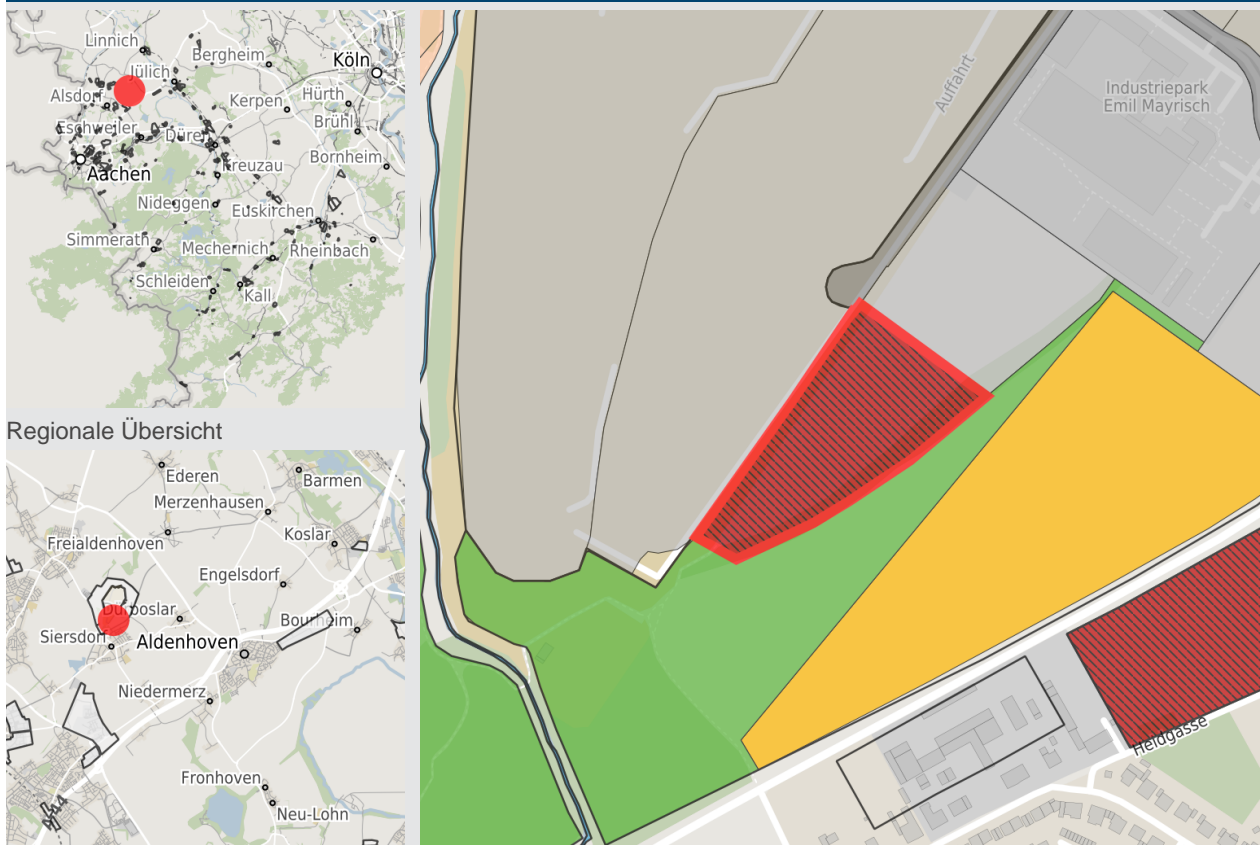 Linnich
Bergheim
Köln
Jülich
Alsdorf
Kerpen
Hürth
Eschweiler
Düren
Brühl
Bornheim
Aachen
Kreuzau
Nideggen
Euskirchen
Simmerath
Mechernich
Rheinbach
Schleiden
Kall
Regionale Übersicht
Ederen
Barmen
Merzenhausen
Koslar
Freialdenhoven
Engelsdorf
Dürboslar
Bourheim
Siersdorf
Aldenhoven
Niedermerz
Fronhoven
Neu-Lohn
A 44
Auffahrt
Industriepark
Emil Mayrisch
Heidgasse